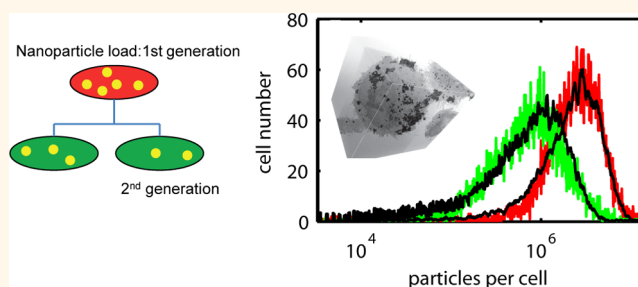 Nanoparticle load:1st generation
2nd generation
cell number
80
60
40
20
0
10^4
10^6
particles per cell